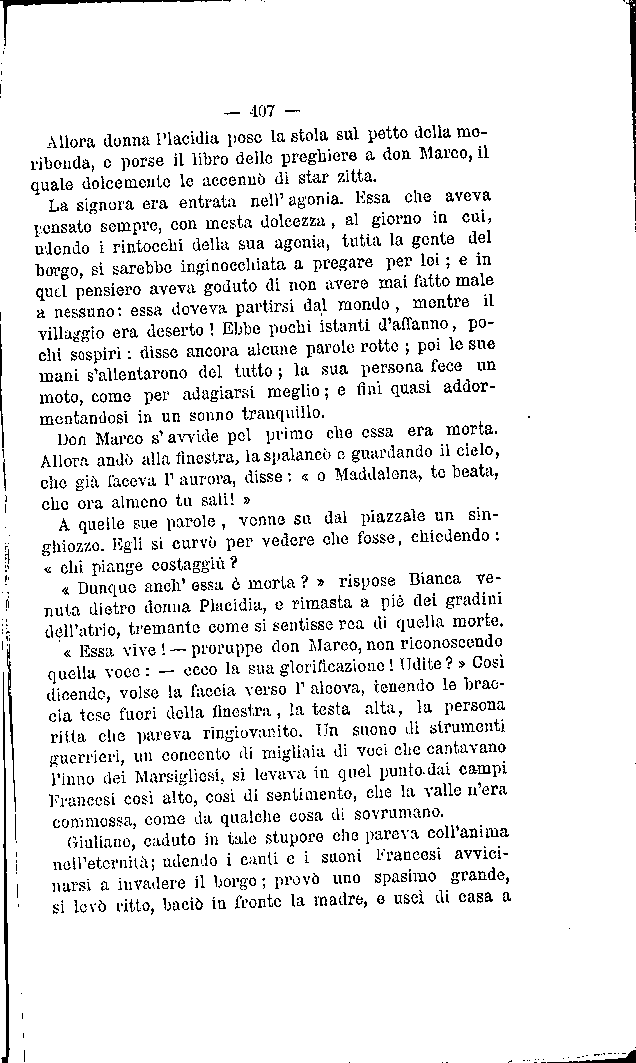 — 407 —
Allora donna Placidia pose la stola sul petto della mo-
ribonda, e porse il libro delle preghiere a don Marco, il
quale dolcemente le accennò di star zitta.
La signora era entrata nell' agonia. Essa che aveva
pensato sempre, con mesta dolcezza, al giorno in cui,
udendo i rintocchi della sua agonia, tutta la gente del
borgo, si sarebbe inginocchiata a pregare per lei; e in
quel pensiero aveva goduto di non avere mai fatto male
a nessuno: essa doveva partirsi dal mondo, mentre il
villaggio era deserto! Ebbe pochi istanti d'affanno, po-
chi sospiri: disse ancora alcune parole rotte; poi le sue
mani s'allentarono del tutto; la sua persona fece un
moto, come per adagiarsi meglio; e finì quasi addor-
mentandosi in un sonno tranquillo.
Don Marco s' avvide pel primo che essa era morta.
Allora andò alla finestra, la spalancò e guardando il cielo,
che già faceva l' aurora, disse: « o Maddalena, te beata,
che ora almeno tu sali! »
A quelle sue parole, venne su dal piazzale un sin-
ghiozzo. Egli si curvò per vedere che fosse, chiedendo:
« chi piange costaggiù?
« Dunque anch' essa è morta? » rispose Bianca ve-
nuta dietro donna Placidia, e rimasta a piè dei gradini
dell'atrio, tremante come si sentisse rea di quella morte.
« Essa vive! — proruppe don Marco, non riconoscendo
quella voce: — ecco la sua glorificazione! Udite? » Così
dicendo, volse la faccia verso l' alcova, tenendo le brac-
cia tese fuori della finestra, la testa alta, la persona
ritta che pareva ringiovanito. Un suono di strumenti
guerrieri, un concento di migliaia di voci che cantavano
l'inno dei Marsigliesi, si levava in quel punto dai campi
Francesi così alto, così di sentimento, che la valle n'era
commossa, come da qualche cosa di sovrumano.
Giuliano, caduto in tale stupore che pareva coll'anima
nell'eternità; udendo i canti e i suoni Francesi avvici-
narsi a invadere il borgo; provò uno spasimo grande,
si levò ritto, baciò in fronte la madre, e uscì di casa a